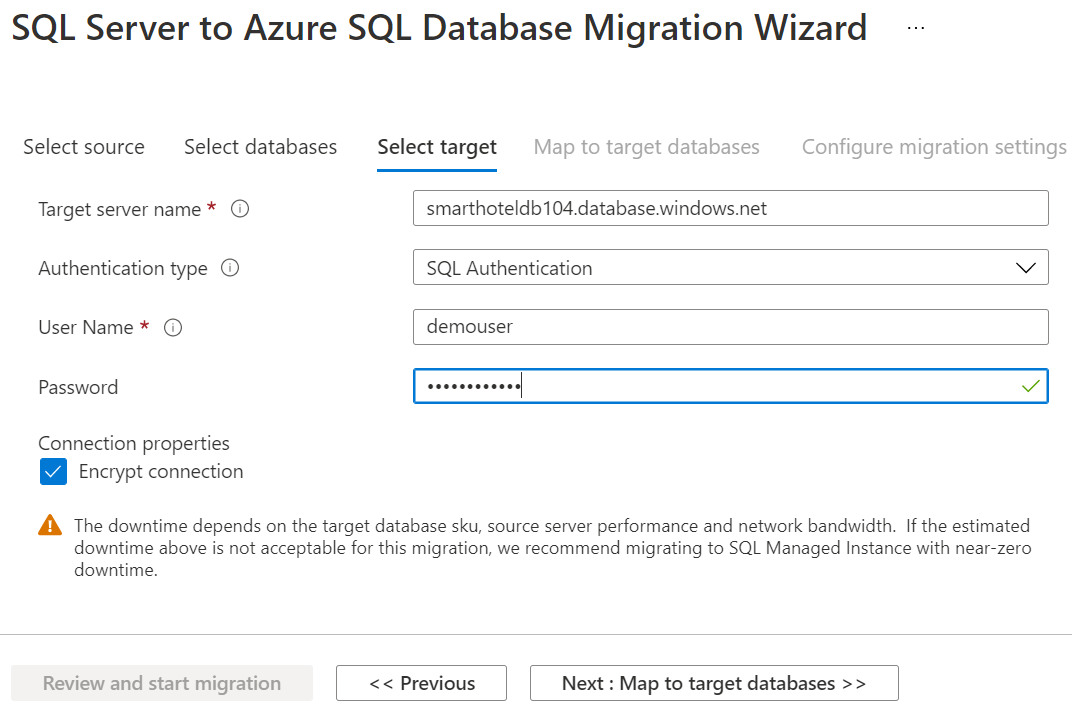 SQL Server to Azure SQL Database Migration Wizard ...
Select source Select databases Select target Map to target databases Configure migration settings
Target server name * smarthoteldb104.database.windows.net
Authentication type SQL Authentication
User Name * demouser
Password ••••••••••••
Connection properties
Encrypt connection
The downtime depends on the target database sku, source server performance and network bandwidth. If the estimated
downtime above is not acceptable for this migration, we recommend migrating to SQL Managed Instance with near-zero
downtime.
Review and start migration << Previous Next : Map to target databases >>